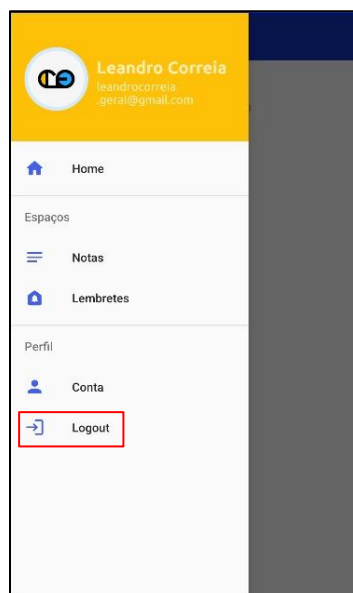 Leandro Correia
leandrocorreia
.geral@gmail.com
Home
Espaços
Notas
Lembretes
Perfil
Conta
Logout